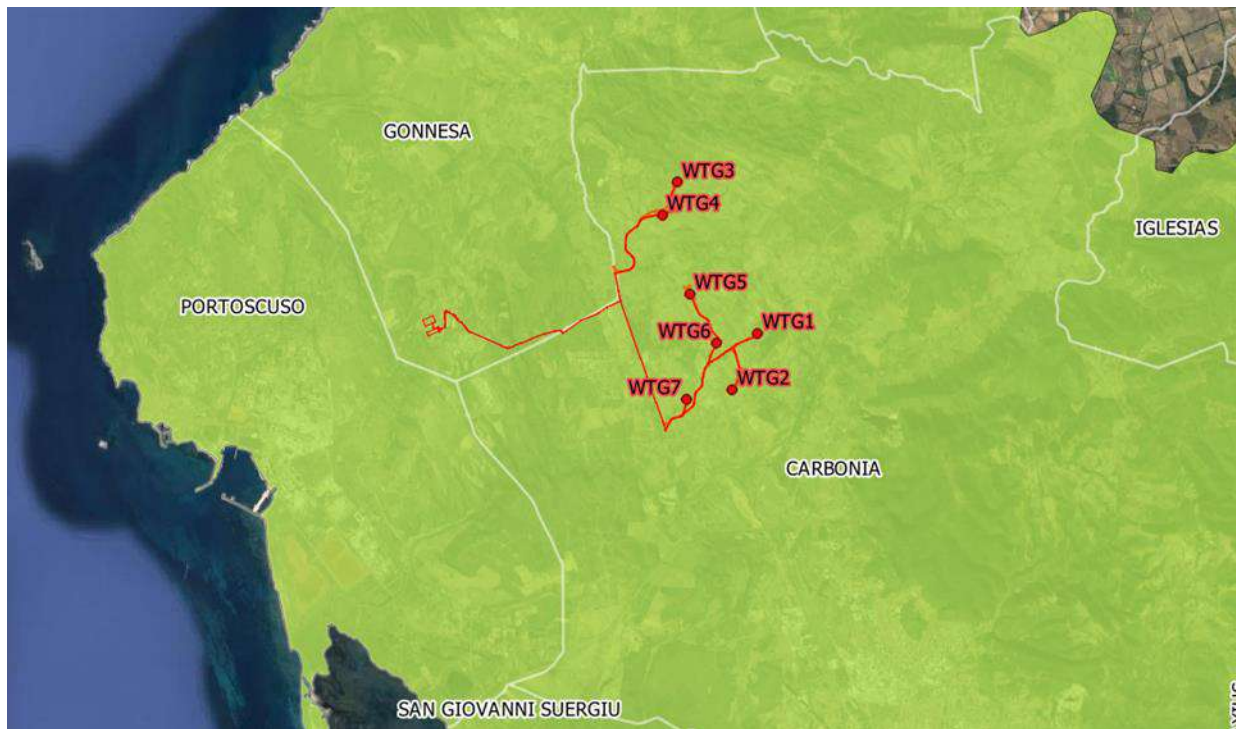 GONNESA
WTG3
WTG4
IGLESIAS
WTG5
PORTOSCUSO
WTG1
WTG6
WTG7
WTG2
CARBONIA
SAN GIOVANNI SUERGIU